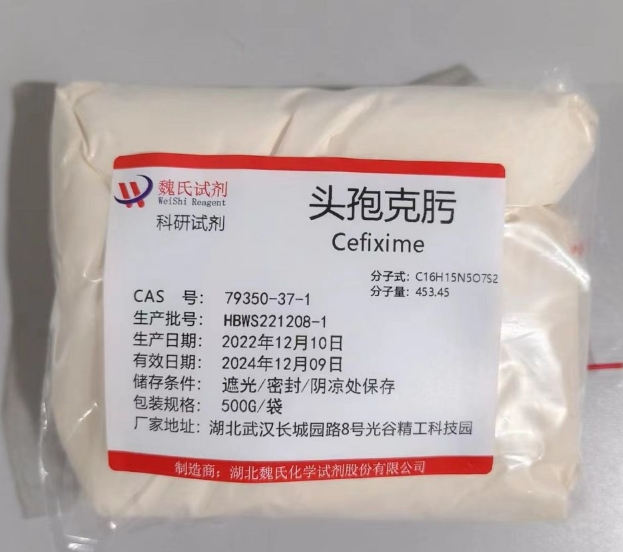 魏氏试剂
WeiShi Reagent
科研试剂
头孢克肟
Cefixime
分子式: C16H15N5O7S2
分子量: 453.45
CAS 号: 79350-37-1
生产批号: HBWS221208-1
生产日期: 2022年12月10日
有效日期: 2024年12月09日
储存条件: 遮光/密封/阴凉处保存
包装规格: 500G/袋
厂家地址: 湖北武汉长城园路8号光谷精工科技园
制造商: 湖北魏氏化学试剂股份有限公司